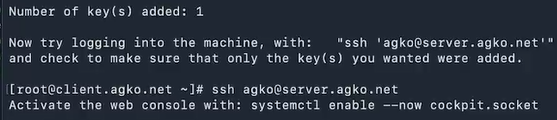 Number of key(s) added: 1
Now try logging into the machine, with:   "ssh 'agko@server.agko.net'"
and check to make sure that only the key(s) you wanted were added.
[root@client.agko.net ~]# ssh agko@server.agko.net
Activate the web console with: systemctl enable --now cockpit.socket